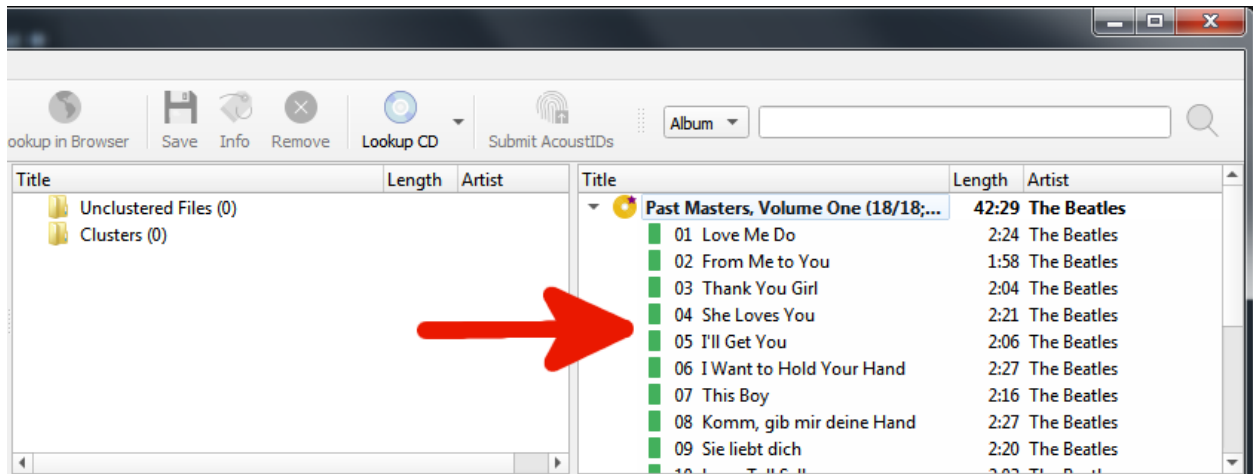 ookup in Browser Save Info Remove Lookup CD Submit AcoustIDs Album
Title Length Artist Title Length Artist
Unclustered Files (0) Past Masters, Volume One (18/18;... 42:29 The Beatles
Clusters (0) 01 Love Me Do 2:24 The Beatles
02 From Me to You 1:58 The Beatles
03 Thank You Girl 2:04 The Beatles
04 She Loves You 2:21 The Beatles
05 I'll Get You 2:06 The Beatles
06 I Want to Hold Your Hand 2:27 The Beatles
07 This Boy 2:16 The Beatles
08 Komm, gib mir deine Hand 2:27 The Beatles
09 Sie liebt dich 2:20 The Beatles